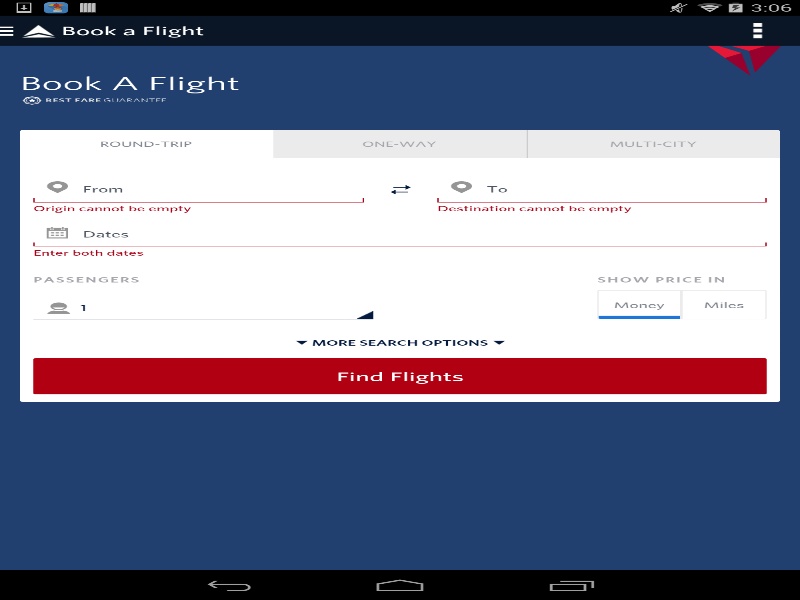 3:06
Book a Flight
Book A Flight
BEST FARE GUARANTEE
ROUND-TRIP ONE-WAY MULTI-CITY
From To
Origin cannot be empty Destination cannot be empty
Dates
Enter both dates
PASSENGERS SHOW PRICE IN
1 Money Miles
MORE SEARCH OPTIONS
Find Flights